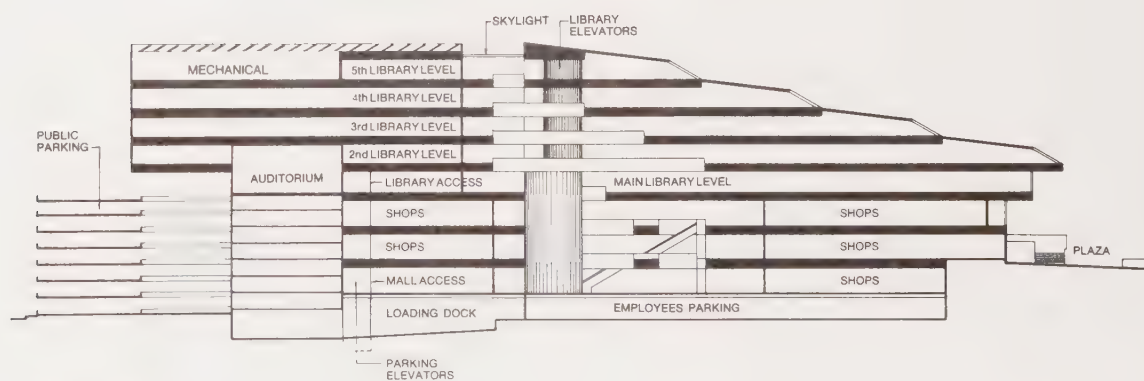 SKYLIGHT
LIBRARY
ELEVATORS
MECHANICAL
5th LIBRARY LEVEL
4th LIBRARY LEVEL
3rd LIBRARY LEVEL
PUBLIC
PARKING
2nd LIBRARY LEVEL
AUDITORIUM
LIBRARY ACCESS
MAIN LIBRARY LEVEL
SHOPS
SHOPS
SHOPS
SHOPS
PLAZA
MALL ACCESS
SHOPS
LOADING DOCK
EMPLOYEES PARKING
PARKING
ELEVATORS